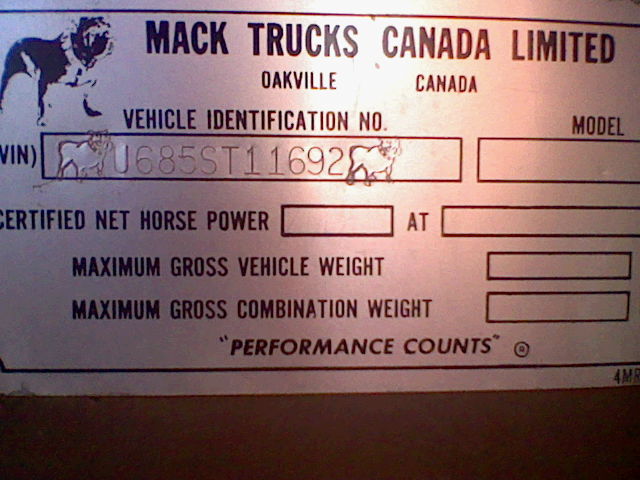 MACK TRUCKS CANADA LIMITED
OAKVILLE CANADA
VEHICLE IDENTIFICATION NO. MODEL
VIN) U685ST11692
CERTIFIED NET HORSE POWER AT
MAXIMUM GROSS VEHICLE WEIGHT
MAXIMUM GROSS COMBINATION WEIGHT
"PERFORMANCE COUNTS" ®
4MR